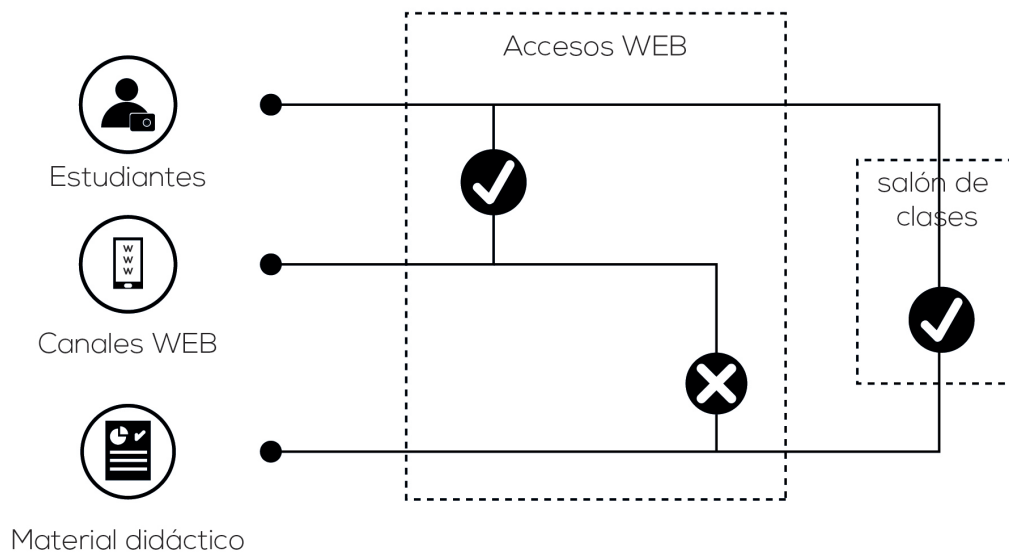 Accesos WEB
Estudiantes
salón de
clases
W
W
W
Canales WEB
Material didáctico